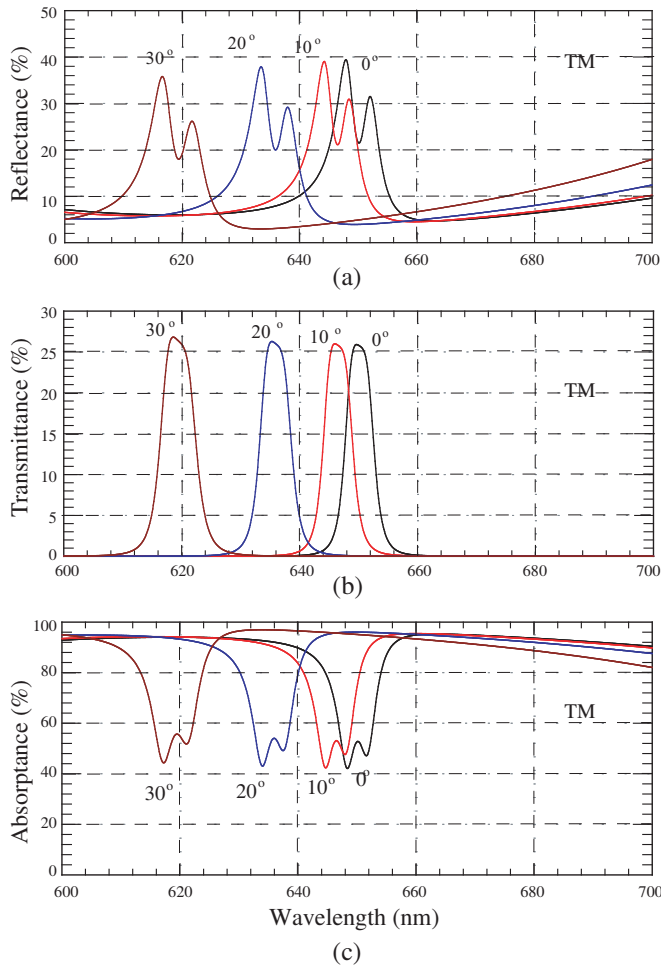 50
40
30
20
10
0
Reflectance (%)
30°
20°
10°
0°
TM
600 620 640 660 680 700
(a)
30
25
20
15
10
5
0
Transmittance (%)
30°
20°
10°
0°
TM
600 620 640 660 680 700
(b)
100
80
60
40
20
0
Absorptance (%)
30°
20°
10°
0°
TM
600 620 640 660 680 700
Wavelength (nm)
(c)